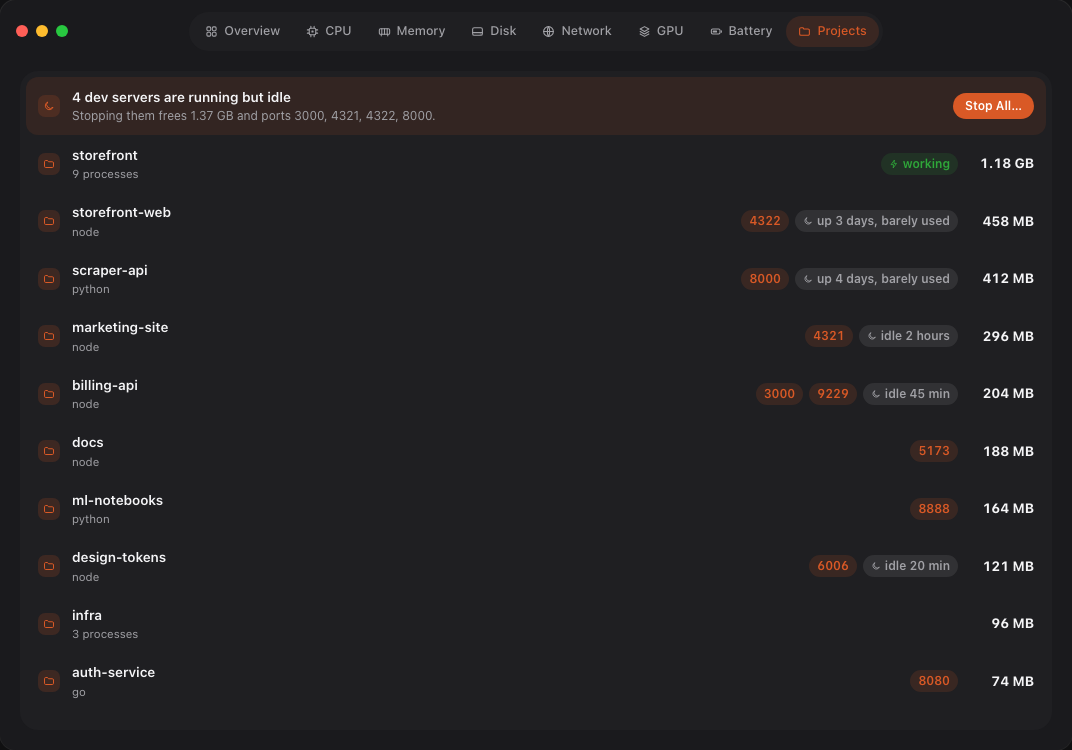 Overview CPU Memory Disk Network GPU Battery Projects
4 dev servers are running but idle
Stopping them frees 1.37 GB and ports 3000, 4321, 4322, 8000.
Stop All...
storefront
9 processes
working 1.18 GB
storefront-web
node
4322 up 3 days, barely used 458 MB
scraper-api
python
8000 up 4 days, barely used 412 MB
marketing-site
node
4321 idle 2 hours 296 MB
billing-api
node
3000 9229 idle 45 min 204 MB
docs
node
5173 188 MB
ml-notebooks
python
8888 164 MB
design-tokens
node
6006 idle 20 min 121 MB
infra
3 processes
96 MB
auth-service
go
8080 74 MB